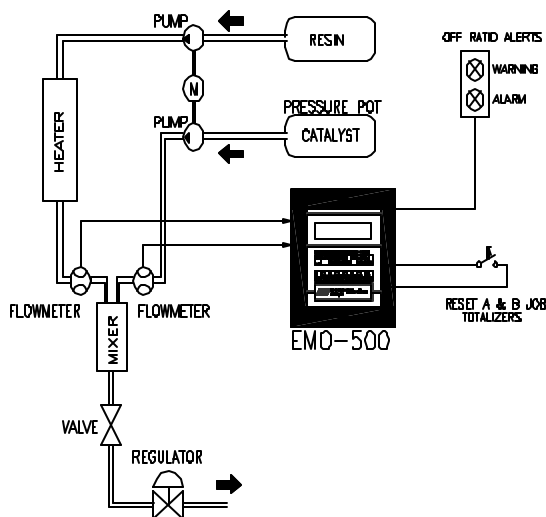 PUMP
RESIN
M
PUMP
PRESSURE POT
CATALYST
HEATER
OFF RATIO ALERTS
WARNING
ALARM
FLOWMETER
FLOWMETER
MIXER
EMO-500
RESET A & B JOB
TOTALIZERS
VALVE
REGULATOR